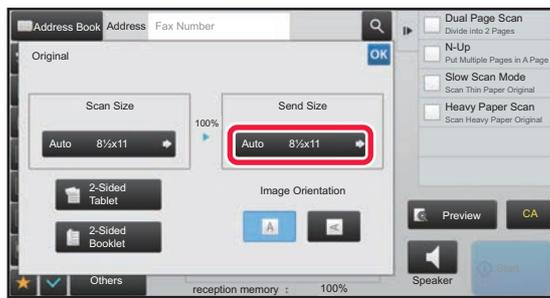 Address Book
Address
Fax Number
Original
OK
Scan Size
Send Size
100%
Auto 8½x11
Auto 8½x11
2-Sided
Tablet
2-Sided
Booklet
Image Orientation
A
A
Others
reception memory : 100%
Dual Page Scan
Divide into 2 Pages
N-Up
Put Multiple Pages in A Page
Slow Scan Mode
Scan Thin Paper Original
Heavy Paper Scan
Scan Heavy Paper Original
Preview
CA
Speaker
Start